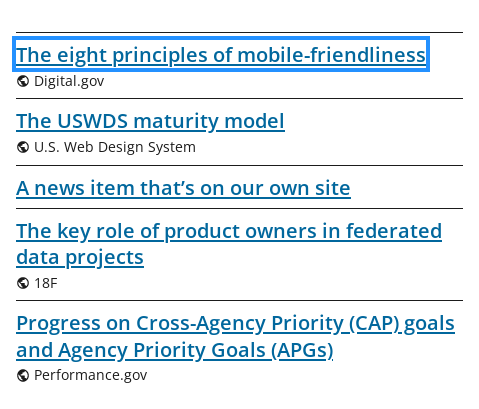 The eight principles of mobile-friendliness
Digital.gov
The USWDS maturity model
U.S. Web Design System
A news item that’s on our own site
The key role of product owners in federated
data projects
18F
Progress on Cross-Agency Priority (CAP) goals
and Agency Priority Goals (APGs)
Performance.gov